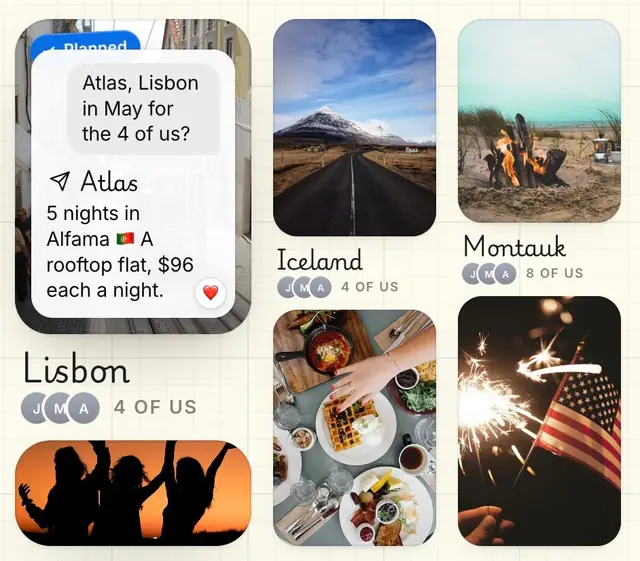 Planned
Atlas, Lisbon
in May for
the 4 of us?
Atlas
5 nights in
Alfama 🇵🇹 A
rooftop flat, $96
each a night.
Lisbon
J M A 4 OF US
Iceland
J M A 4 OF US
Montauk
J M A 8 OF US